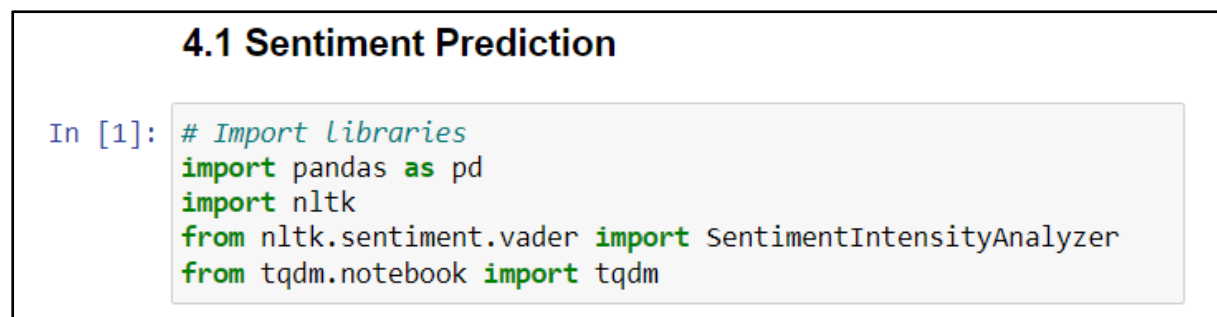 4.1 Sentiment Prediction
In [1]: # Import libraries
import pandas as pd
import nltk
from nltk.sentiment.vader import SentimentIntensityAnalyzer
from tqdm.notebook import tqdm